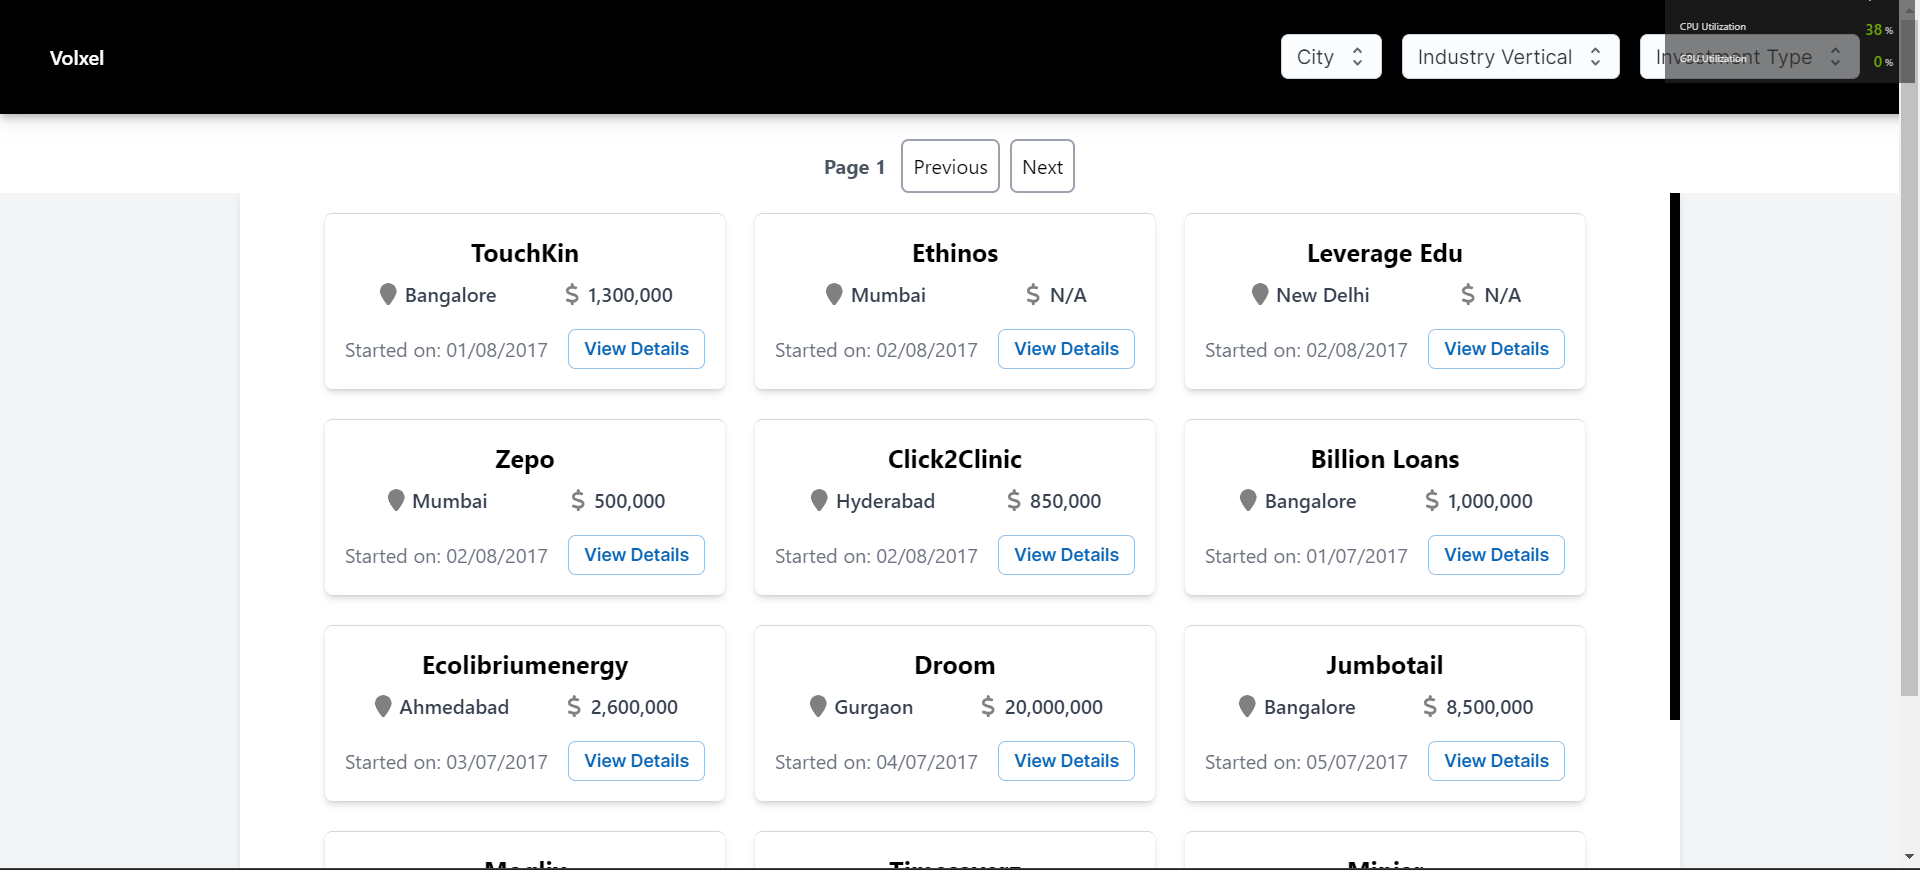 Volxel
City
Industry Vertical
Investment Type
CPU Utilization
38 %
GPU Utilization
0 %
Page 1
Previous
Next
TouchKin
Bangalore $ 1,300,000
Started on: 01/08/2017 View Details
Ethinos
Mumbai $ N/A
Started on: 02/08/2017 View Details
Leverage Edu
New Delhi $ N/A
Started on: 02/08/2017 View Details
Zepo
Mumbai $ 500,000
Started on: 02/08/2017 View Details
Click2Clinic
Hyderabad $ 850,000
Started on: 02/08/2017 View Details
Billion Loans
Bangalore $ 1,000,000
Started on: 01/07/2017 View Details
Ecolibriumenergy
Ahmedabad $ 2,600,000
Started on: 03/07/2017 View Details
Droom
Gurgaon $ 20,000,000
Started on: 04/07/2017 View Details
Jumbotail
Bangalore $ 8,500,000
Started on: 05/07/2017 View Details